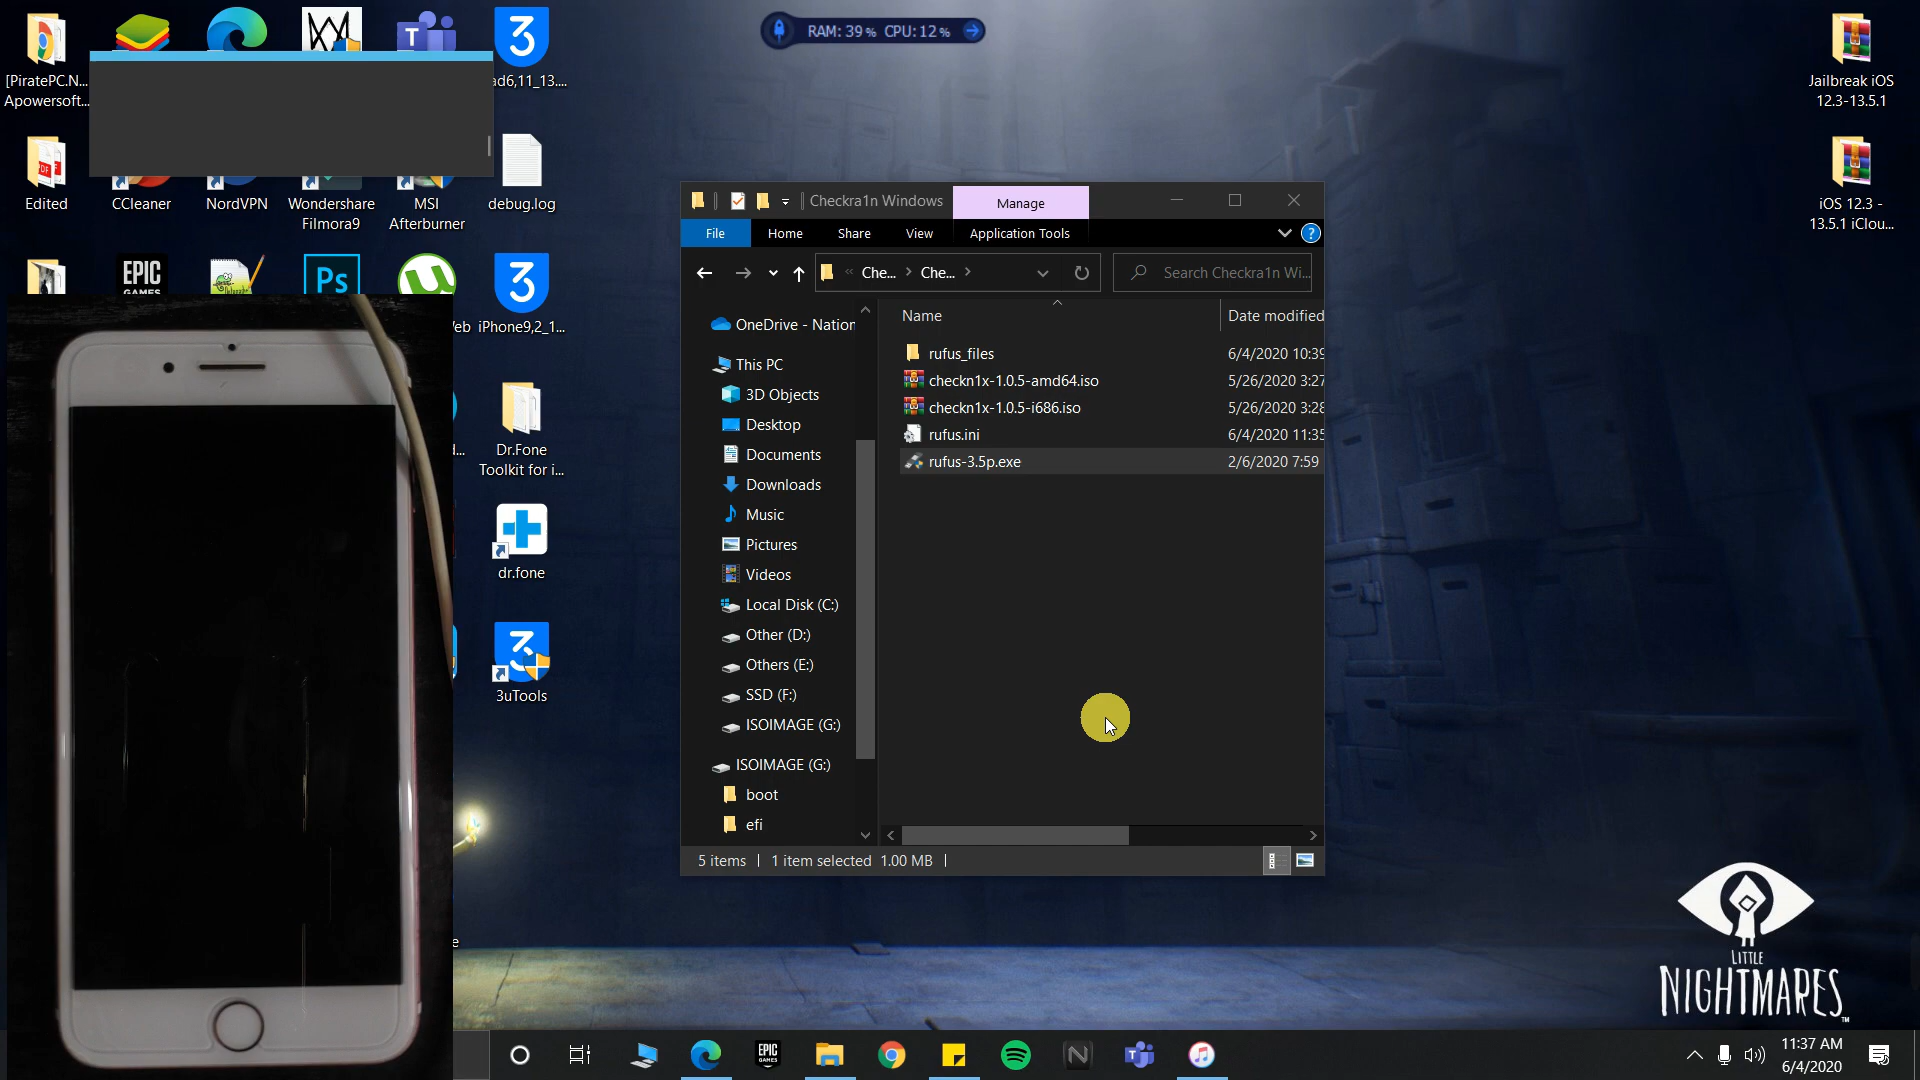 RAM: 39% CPU: 12%
[PiratePC.N...
Apowersoft...
ad6,11_13....
Jailbreak iOS
12.3-13.5.1
Edited
CCleaner
NordVPN
Wondershare
Filmora9
MSI
Afterburner
debug.log
iOS 12.3 -
13.5.1 iClou...
EPIC
GAMES
Ps
eb
iPhone9,2_1...
Dr.Fone
Toolkit for i...
dr.fone
3uTools
Checkra1n Windows
Manage
File
Home
Share
View
Application Tools
Che...
Che...
Search Checkra1n Wi...
Name
Date modified
OneDrive - Nation
This PC
3D Objects
Desktop
Documents
Downloads
Music
Pictures
Videos
Local Disk (C:)
Other (D:)
Others (E:)
SSD (F:)
ISOIMAGE (G:)
ISOIMAGE (G:)
boot
efi
rufus_files
6/4/2020 10:39
checkn1x-1.0.5-amd64.iso
5/26/2020 3:27
checkn1x-1.0.5-i686.iso
5/26/2020 3:28
rufus.ini
6/4/2020 11:35
rufus-3.5p.exe
2/6/2020 7:59
5 items
1 item selected 1.00 MB
LITTLE
NIGHTMARES
TM
EPIC
GAMES
11:37 AM
6/4/2020